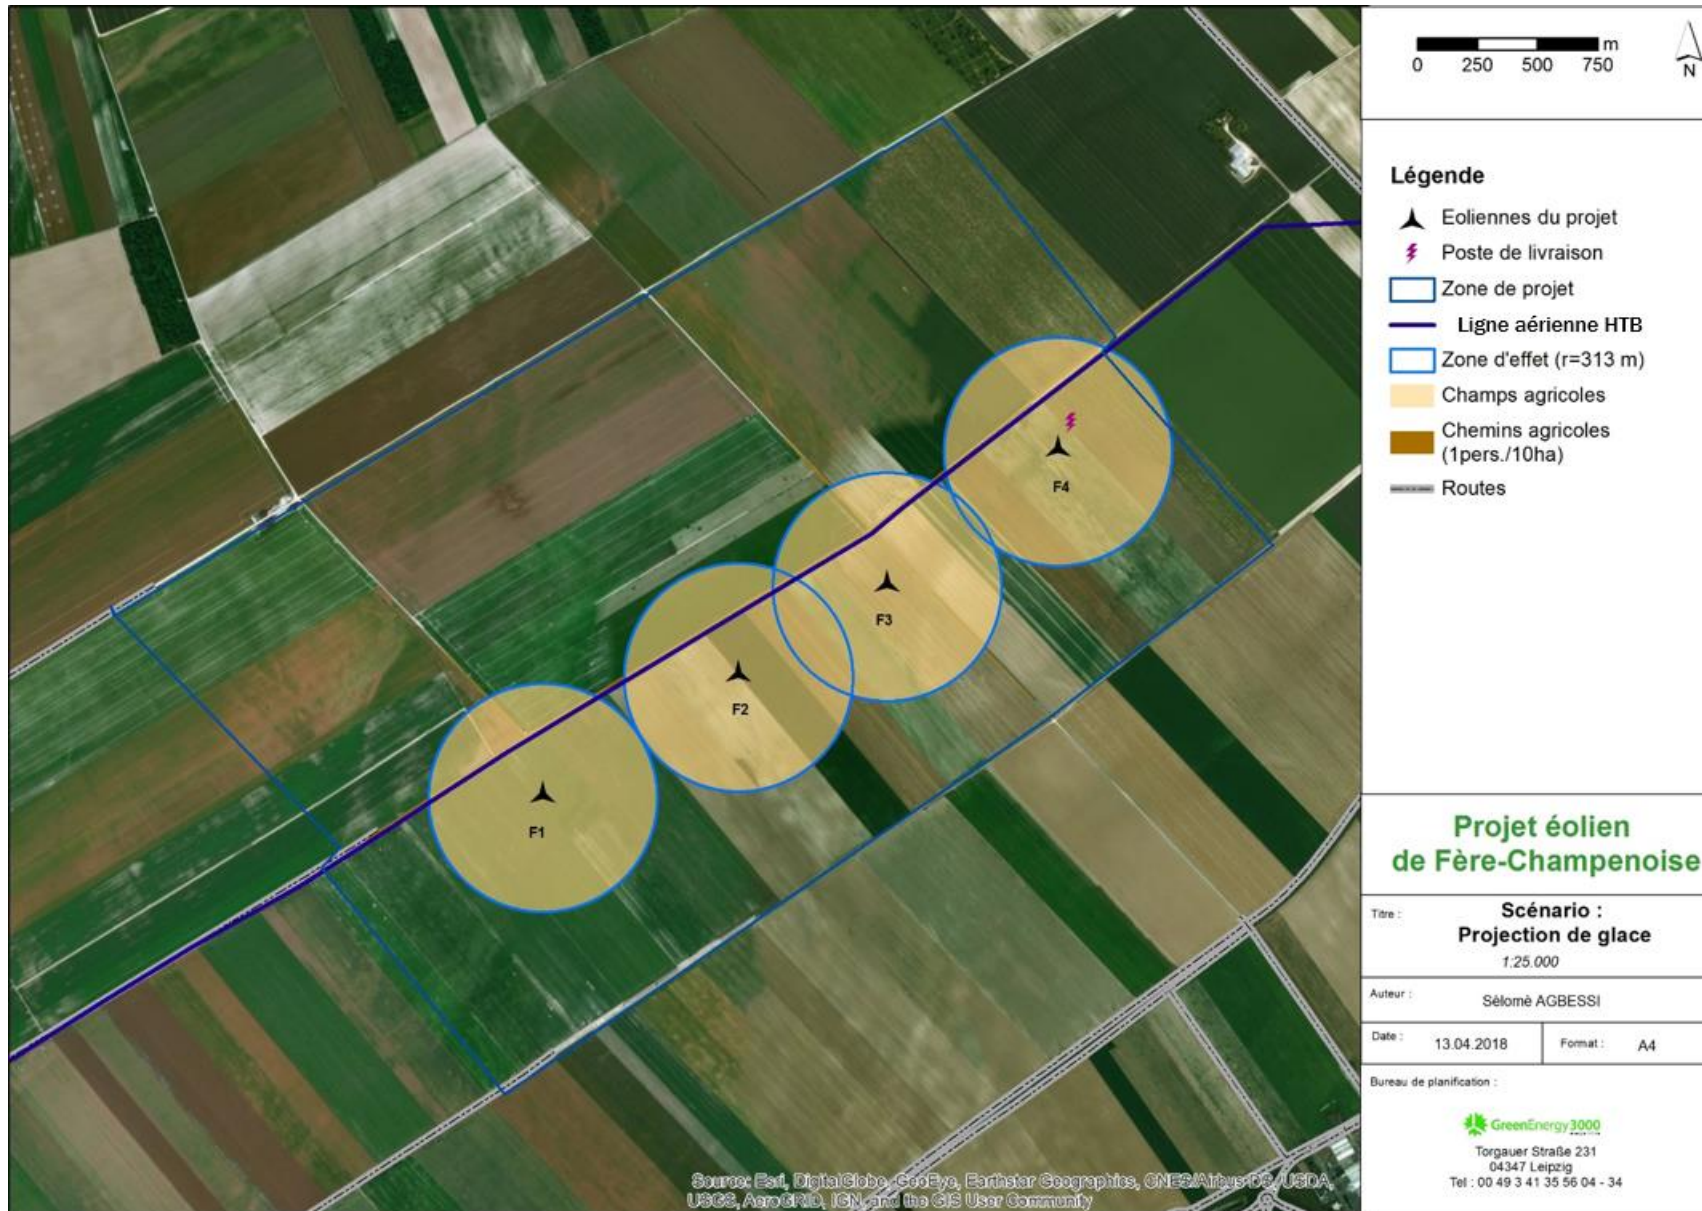 0 250 500 750 m
N
Légende
Eoliennes du projet
Poste de livraison
Zone de projet
Ligne aérienne HTB
Zone d'effet (r=313 m)
Champs agricoles
Chemins agricoles
(1pers./10ha)
Routes
F4
F3
F2
F1
Projet éolien
de Fère-Champenoise
Titre :
Scénario :
Projection de glace
1:25.000
Auteur : Sèlomè AGBESSI
Date : 13.04.2018 Format : A4
Bureau de planification :
GreenEnergy3000
Torgauer Straße 231
04347 Leipzig
Tel : 00 49 3 41 35 56 04 - 34
Source: Esri, DigitalGlobe, GeoEye, Earthstar Geographics, CNES/Airbus DS, USDA,
USGS, AeroGRID, IGN, and the GIS User Community